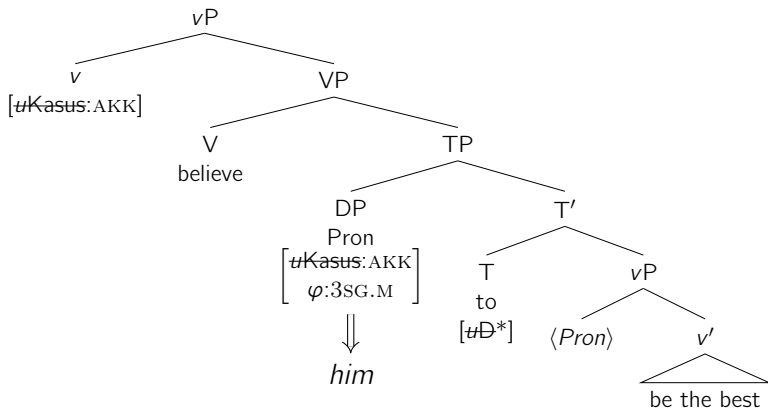 vP
v VP
[uKasus:AKK]
V TP
believe
DP T′
Pron
[uKasus:AKK T vP
φ:3SG.M] to
[uD*] ⟨Pron⟩ v′
him
be the best